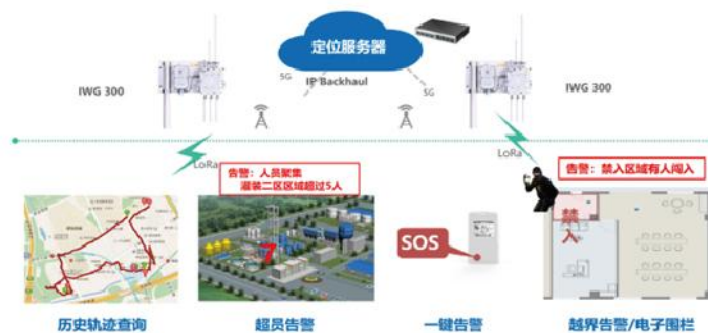 定位服务器
5G
IP Backhaul
5G
IWG 300
IWG 300
LoRa
LoRa
告警：人员聚集
灌装二区区域超过5人
告警：禁入区域有人闯入
7
SOS
禁入
历史轨迹查询
超员告警
一键告警
越界告警/电子围栏